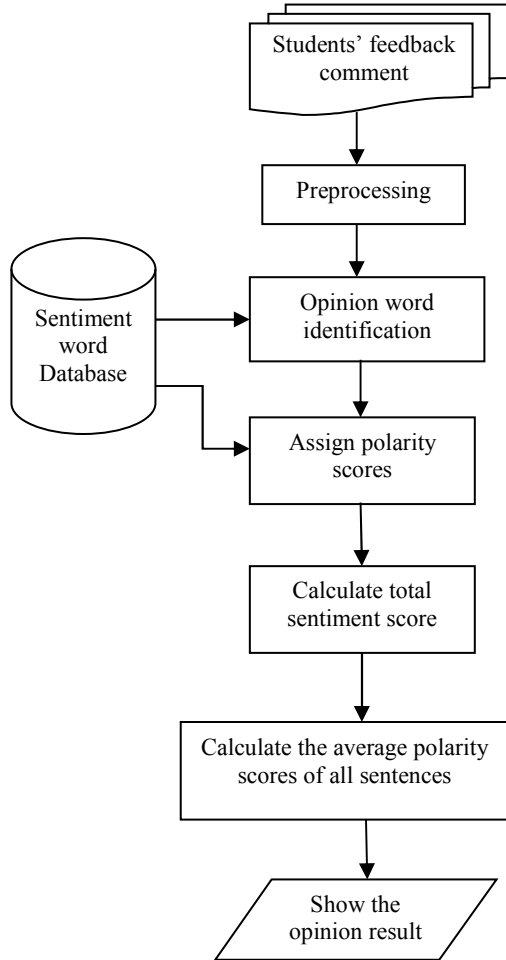 Students’ feedback
comment
Preprocessing
Sentiment
word
Database
Opinion word
identification
Assign polarity
scores
Calculate total
sentiment score
Calculate the average polarity
scores of all sentences
Show the
opinion result